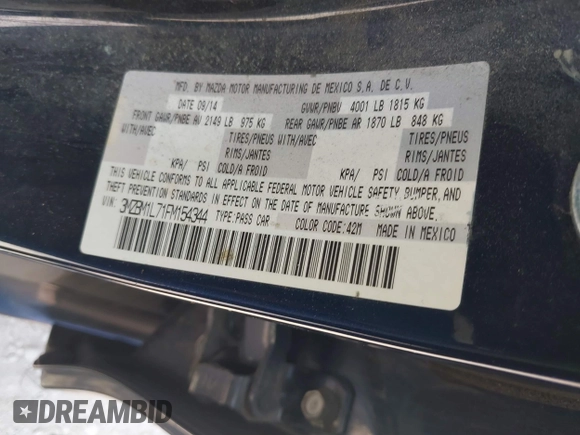 MFD. BY MAZDA MOTOR MANUFACTURING DE MEXICO S.A. DE C.V.
DATE 09/14 GVWR/PNBV 4001 LB 1815 KG
FRONT GAWR/PNBE AV 2149 LB 975 KG REAR GAWR/PNBE AR 1870 LB 848 KG
WITH/AVEC TIRES/PNEUS WITH/AVEC TIRES/PNEUS
RIMS/JANTES RIMS/JANTES
KPA/ PSI COLD/A FROID KPA/ PSI COLD/A FROID
THIS VEHICLE CONFORMS TO ALL APPLICABLE FEDERAL MOTOR VEHICLE SAFETY, BUMPER, AND
THEFT PREVENTION STANDARDS IN EFFECT ON THE DATE OF MANUFACTURE SHOWN ABOVE.
VIN: 3MZBM1L71FM154344 TYPE: PASS CAR COLOR CODE: 42M MADE IN MEXICO
DREAMBID